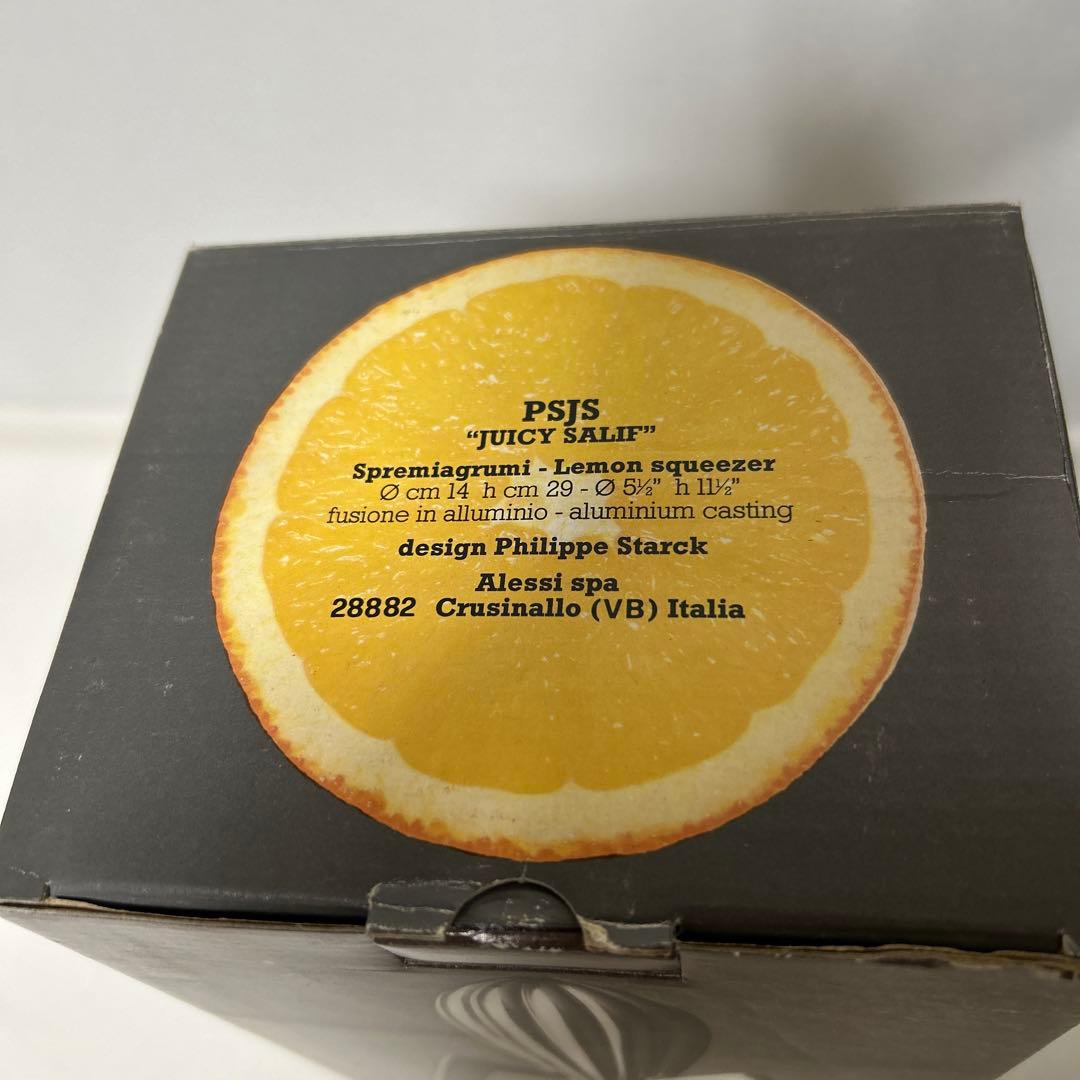 PSJS
“JUICY SALIF”
Spremiagrumi - Lemon squeezer
Ø cm 14 h cm 29 - Ø 5½” h 11½”
fusione in alluminio - aluminium casting
design Philippe Starck
Alessi spa
28882 Crusinallo (VB) Italia